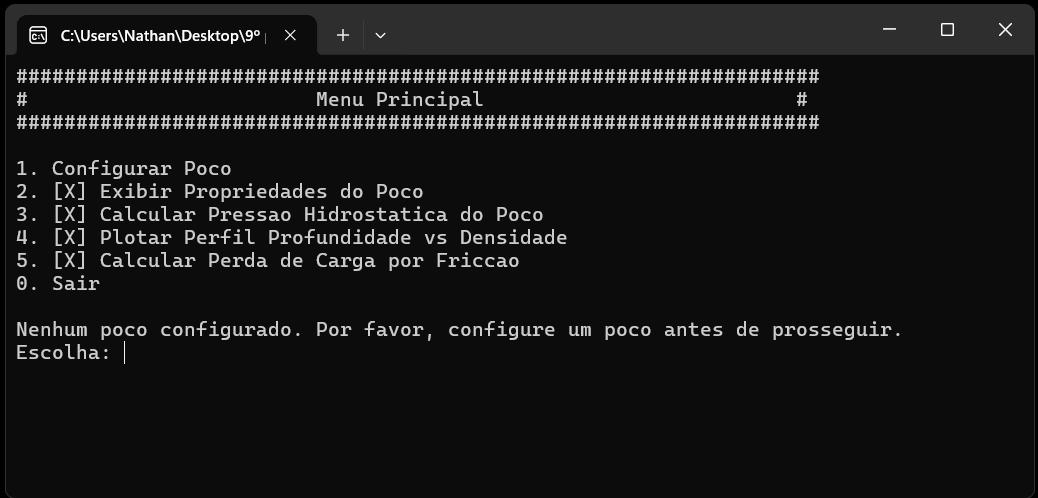 C:\Users\Nathan\Desktop\9º
###################################################################
#                        Menu Principal                          #
###################################################################
1. Configurar Poco
2. [X] Exibir Propriedades do Poco
3. [X] Calcular Pressao Hidrostatica do Poco
4. [X] Plotar Perfil Profundidade vs Densidade
5. [X] Calcular Perda de Carga por Friccao
0. Sair
Nenhum poco configurado. Por favor, configure um poco antes de prosseguir.
Escolha: